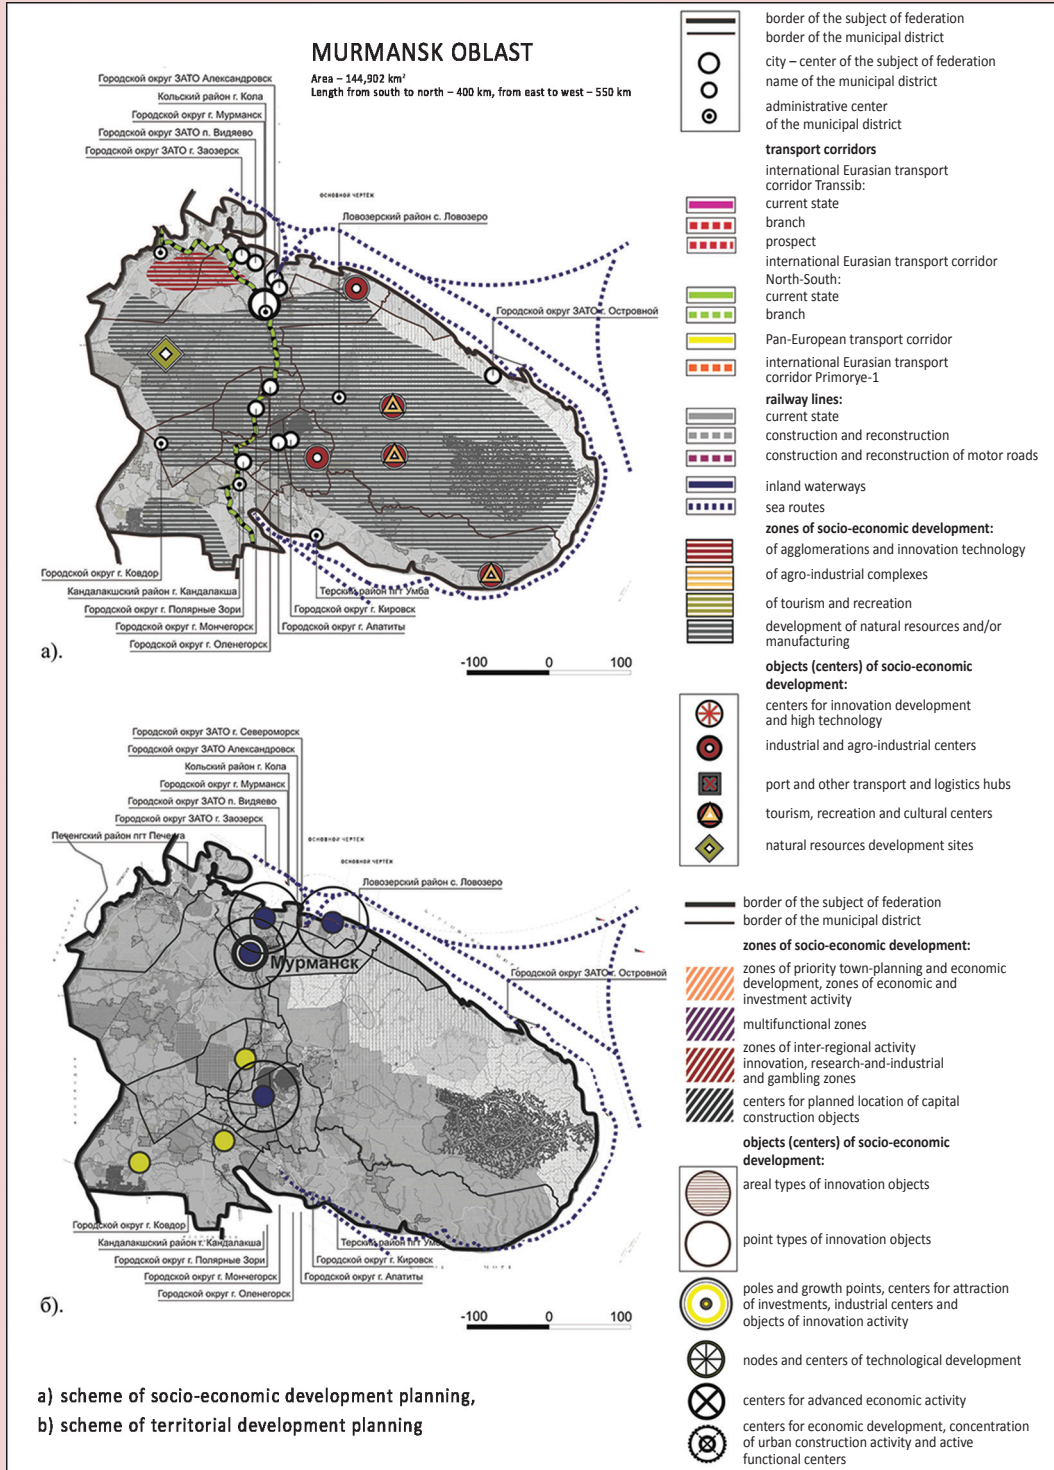 MURMANSK OBLAST
Area – 144,902 km²
Length from south to north – 400 km, from east to west – 550 km
Городской округ ЗАТО Александровск
Кольский район г. Кола
Городской округ г. Мурманск
Городской округ ЗАТО п. Видяево
Городской округ ЗАТО г. Заозерск
ОСНОВНОЙ ЧЕРТЁЖ
Ловозерский район с. Ловозеро
Городской округ ЗАТО г. Островной
Городской округ г. Ковдор
Кандалакшский район г. Кандалакша
Городской округ г. Полярные Зори
Городской округ г. Мончегорск
Городской округ г. Оленегорск
Терский район пгт Умба
Городской округ г. Кировск
Городской округ г. Апатиты
а).
-100 0 100
Городской округ ЗАТО г. Североморск
Городской округ ЗАТО Александровск
Кольский район г. Кола
Городской округ г. Мурманск
Городской округ ЗАТО п. Видяево
Городской округ ЗАТО г. Заозерск
Печенгский район пгт Печенга
ОСНОВНОЙ ЧЕРТЁЖ
ОСНОВНОЙ ЧЕРТЁЖ
Ловозерский район с. Ловозеро
Мурманск
Городской округ ЗАТО г. Островной
Городской округ г. Ковдор
Кандалакшский район г. Кандалакша
Городской округ г. Полярные Зори
Городской округ г. Мончегорск
Городской округ г. Оленегорск
Терский район пгт Умба
Городской округ г. Кировск
Городской округ г. Апатиты
б).
-100 0 100
a) scheme of socio-economic development planning,
b) scheme of territorial development planning
border of the subject of federation
border of the municipal district
city – center of the subject of federation
name of the municipal district
administrative center
of the municipal district
transport corridors
international Eurasian transport
corridor Transsib:
current state
branch
prospect
international Eurasian transport corridor
North-South:
current state
branch
Pan-European transport corridor
international Eurasian transport
corridor Primorye-1
railway lines:
current state
construction and reconstruction
construction and reconstruction of motor roads
inland waterways
sea routes
zones of socio-economic development:
of agglomerations and innovation technology
of agro-industrial complexes
of tourism and recreation
development of natural resources and/or
manufacturing
objects (centers) of socio-economic
development:
centers for innovation development
and high technology
industrial and agro-industrial centers
port and other transport and logistics hubs
tourism, recreation and cultural centers
natural resources development sites
border of the subject of federation
border of the municipal district
zones of socio-economic development:
zones of priority town-planning and economic
development, zones of economic and
investment activity
multifunctional zones
zones of inter-regional activity
innovation, research-and-industrial
and gambling zones
centers for planned location of capital
construction objects
objects (centers) of socio-economic
development:
areal types of innovation objects
point types of innovation objects
poles and growth points, centers for attraction
of investments, industrial centers and
objects of innovation activity
nodes and centers of technological development
centers for advanced economic activity
centers for economic development, concentration
of urban construction activity and active
functional centers